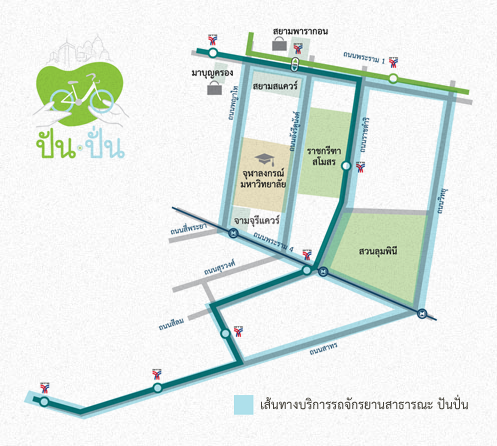 สยามพารากอน
ถนนพระราม 1
มาบุญครอง
สยามสแควร์
ถนนพญาไท
ถนนอังรีดูนังต์
ราชกรีฑา
สโมสร
ถนนราชดำริ
ปัน ปั่น
จุฬาลงกรณ์
มหาวิทยาลัย
ถนนวิทยุ
จามจุรีแควร์
ถนนสี่พระยา
M
ถนนพระราม 4
สวนลุมพินี
ถนนสุรวงศ์
M
M
ถนนสีลม
ถนนสาทร
เส้นทางบริการรถจักรยานสาธารณะ ปันปั่น